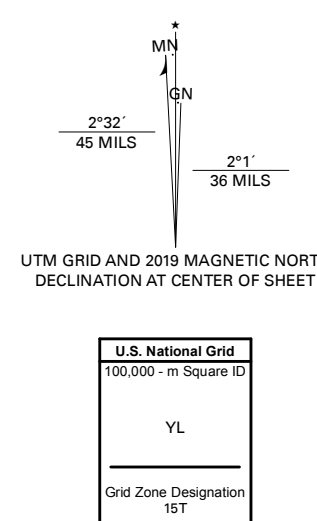 ★
MN
GN
2°32´
45 MILS
2°1´
36 MILS
UTM GRID AND 2019 MAGNETIC NORT
DECLINATION AT CENTER OF SHEET
U.S. National Grid
100,000 - m Square ID
YL
Grid Zone Designation
15T